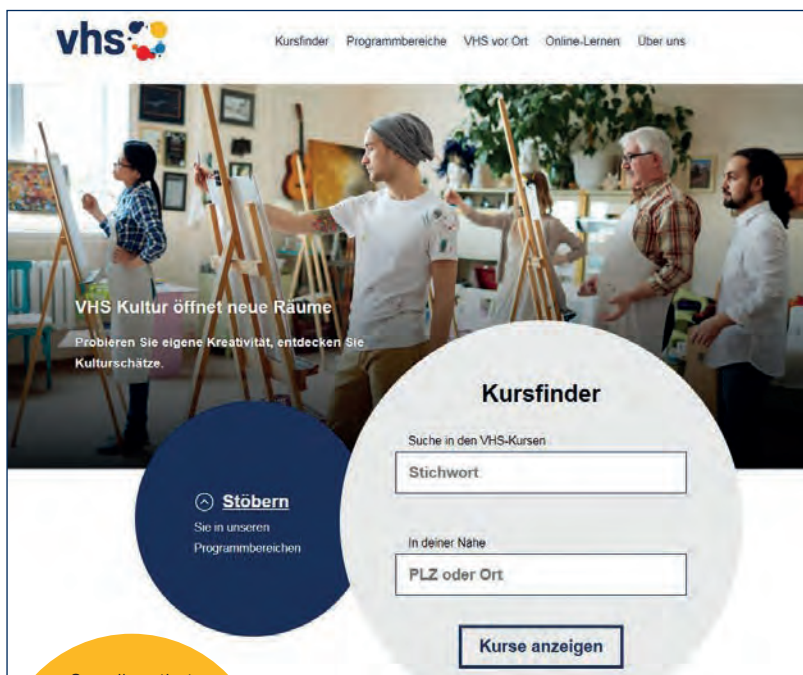 vhs
Kursfinder Programmbereiche VHS vor Ort Online-Lernen Über uns
VHS Kultur öffnet neue Räume
Probieren Sie eigene Kreativität, entdecken Sie
Kulturschätze.
Kursfinder
Suche in den VHS-Kursen
Stichwort
Stöbern
Sie in unseren
Programmbereichen
In deiner Nähe
PLZ oder Ort
Kurse anzeigen